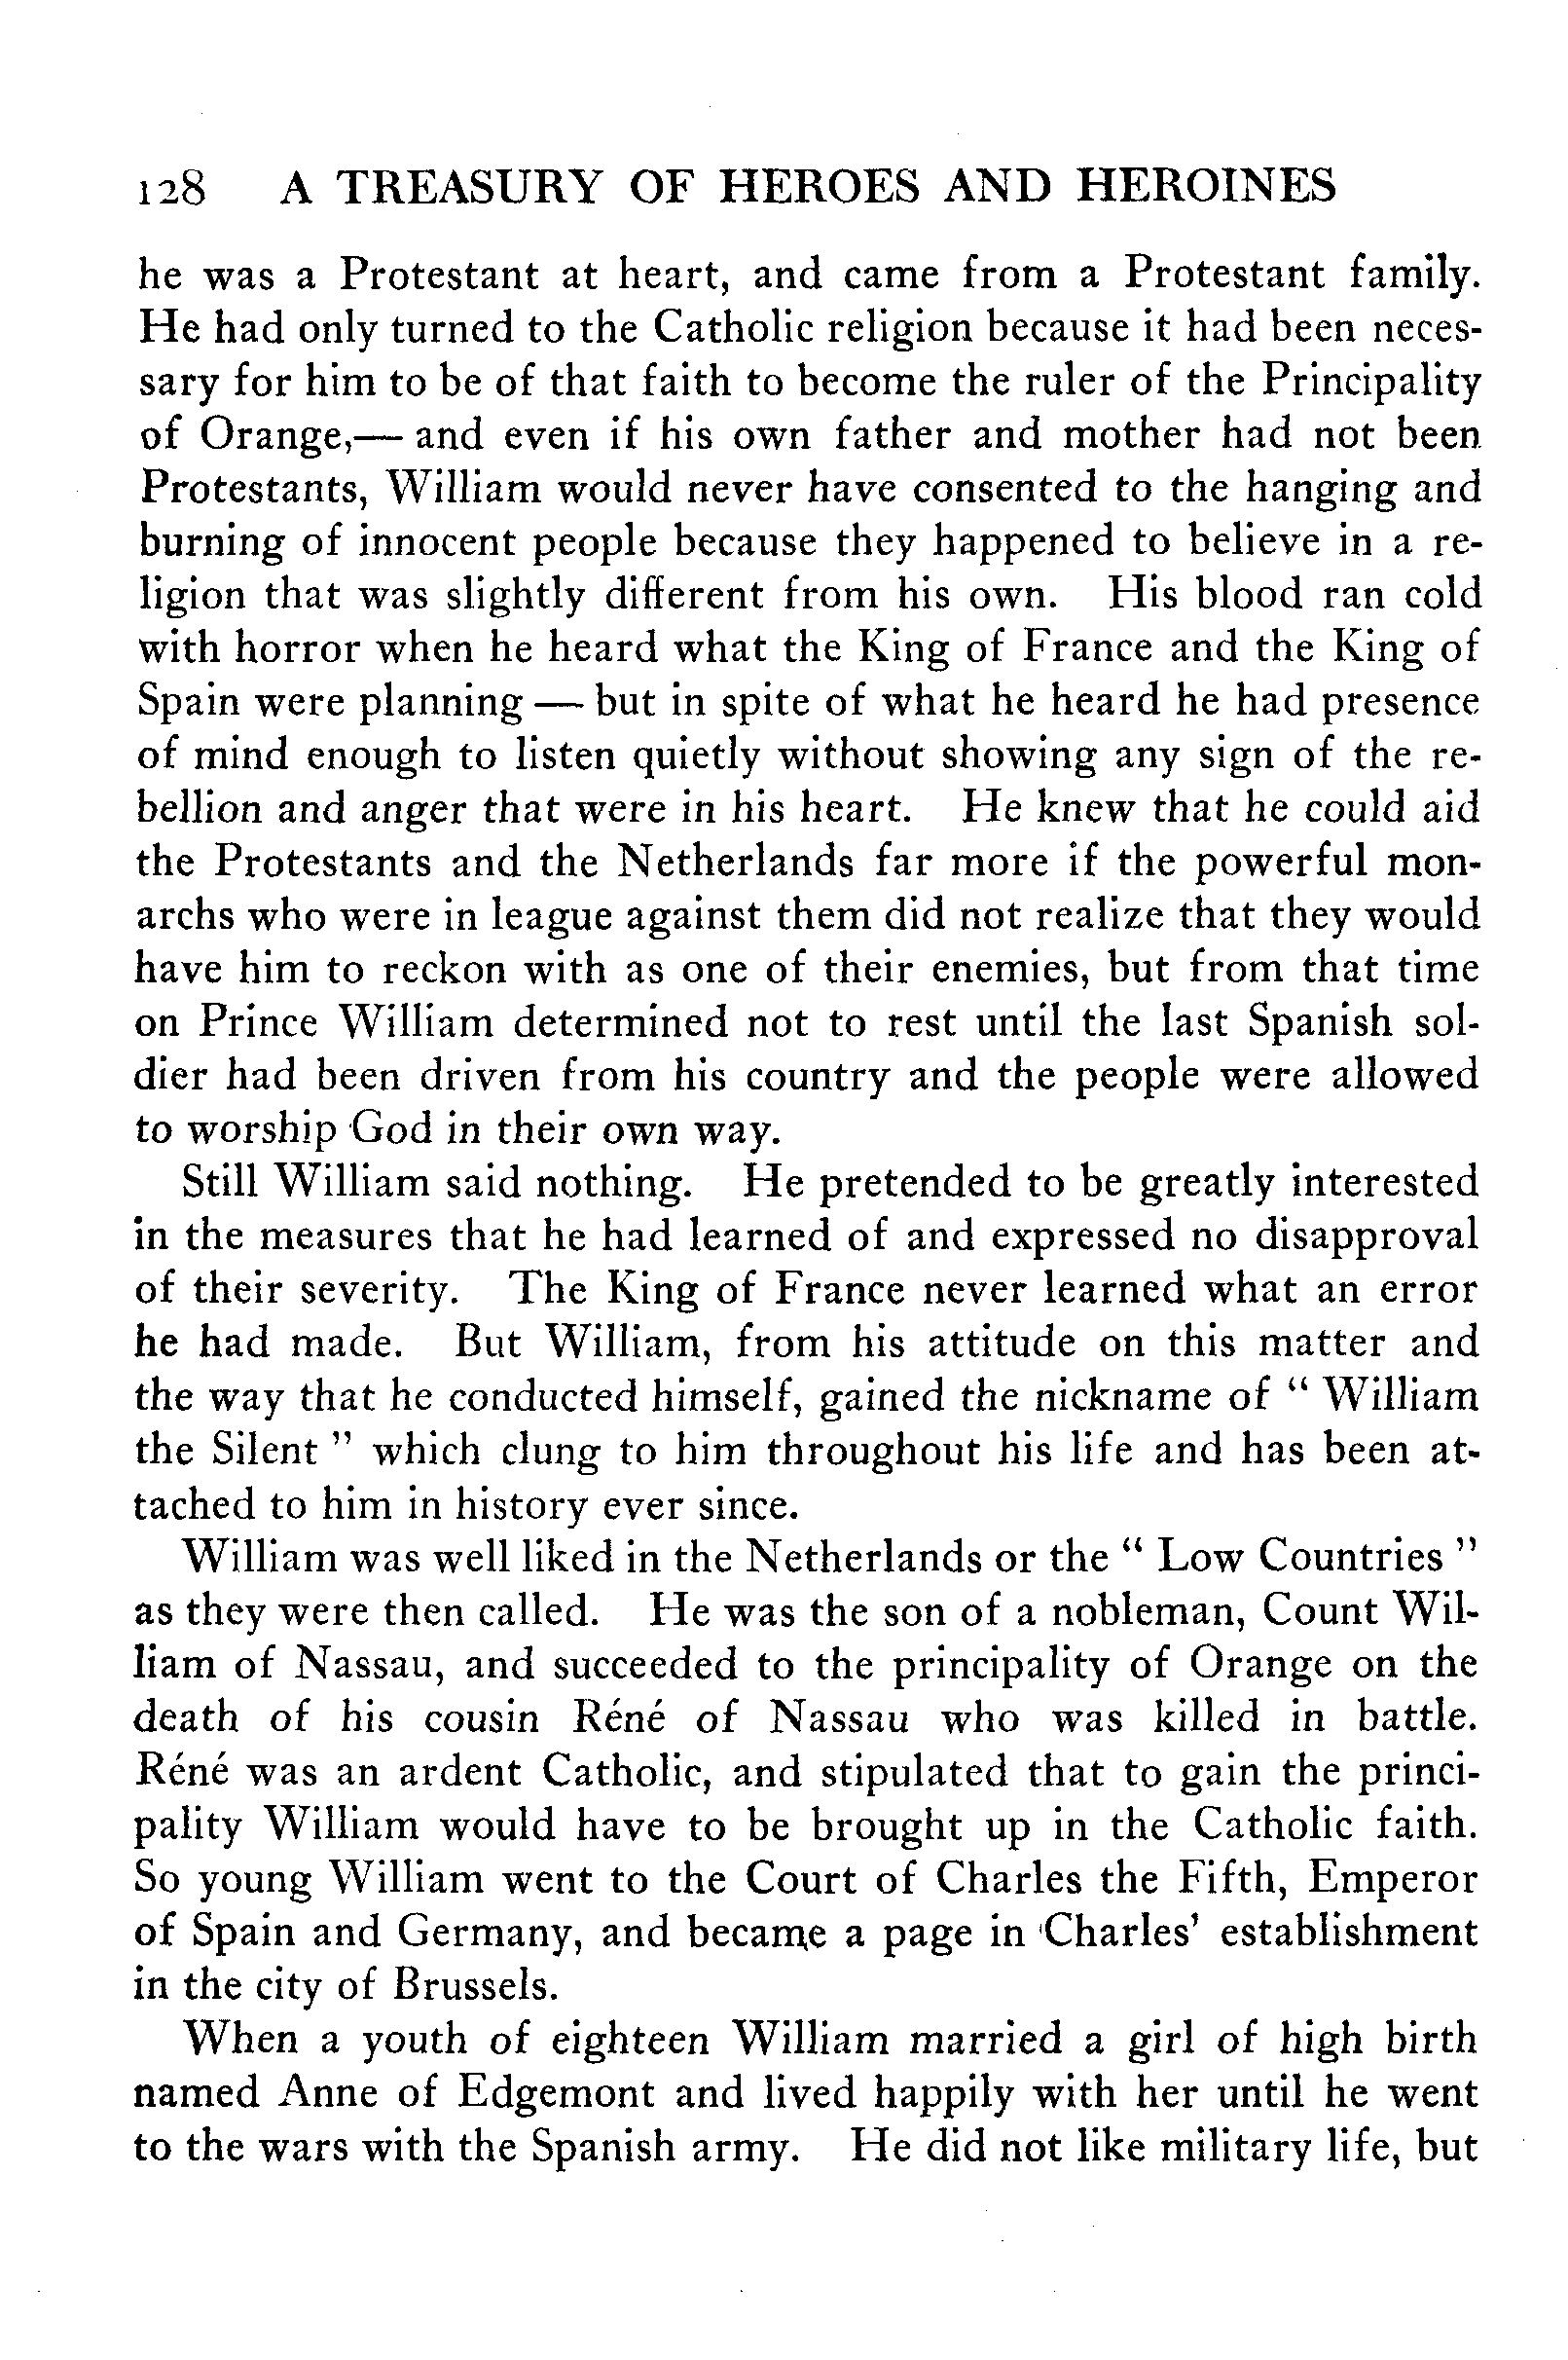 128 A TREASURY OF HEROES AND HEROINES
he was a Protestant at heart, and came from a Protestant family.
He had only turned to the Catholic religion because it had been neces-
sary for him to be of that faith to become the ruler of the Principality
of Orange,— and even if his own father and mother had not been
Protestants, William would never have consented to the hanging and
burning of innocent people because they happened to believe in a re-
ligion that was slightly different from his own. His blood ran cold
with horror when he heard what the King of France and the King of
Spain were planning — but in spite of what he heard he had presence
of mind enough to listen quietly without showing any sign of the re-
bellion and anger that were in his heart. He knew that he could aid
the Protestants and the Netherlands far more if the powerful mon-
archs who were in league against them did not realize that they would
have him to reckon with as one of their enemies, but from that time
on Prince William determined not to rest until the last Spanish sol-
dier had been driven from his country and the people were allowed
to worship God in their own way.
Still William said nothing. He pretended to be greatly interested
in the measures that he had learned of and expressed no disapproval
of their severity. The King of France never learned what an error
he had made. But William, from his attitude on this matter and
the way that he conducted himself, gained the nickname of " William
the Silent " which clung to him throughout his life and has been at-
tached to him in history ever since.
William was well liked in the Netherlands or the " Low Countries "
as they were then called. He was the son of a nobleman, Count Wil-
liam of Nassau, and succeeded to the principality of Orange on the
death of his cousin Réné of Nassau who was killed in battle.
Réné was an ardent Catholic, and stipulated that to gain the princi-
pality William would have to be brought up in the Catholic faith.
So young William went to the Court of Charles the Fifth, Emperor
of Spain and Germany, and became a page in Charles' establishment
in the city of Brussels.
When a youth of eighteen William married a girl of high birth
named Anne of Edgemont and lived happily with her until he went
to the wars with the Spanish army. He did not like military life, but